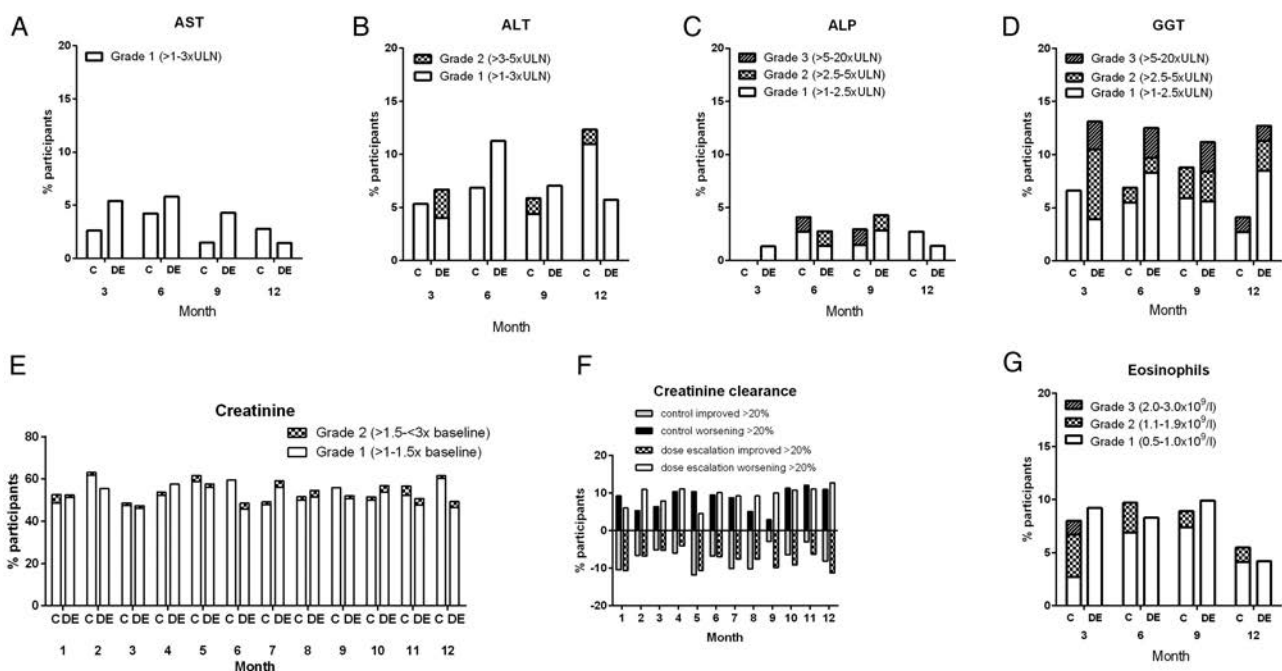 A
AST
Grade 1 (>1-3xULN)
% participants
20
15
10
5
0
C DE C DE C DE C DE
3 6 9 12
Month
B
ALT
Grade 2 (>3-5xULN)
Grade 1 (>1-3xULN)
% participants
20
15
10
5
0
C DE C DE C DE C DE
3 6 9 12
Month
C
ALP
Grade 3 (>5-20xULN)
Grade 2 (>2.5-5xULN)
Grade 1 (>1-2.5xULN)
% participants
20
15
10
5
0
C DE C DE C DE C DE
3 6 9 12
Month
D
GGT
Grade 3 (>5-20xULN)
Grade 2 (>2.5-5xULN)
Grade 1 (>1-2.5xULN)
% participants
20
15
10
5
0
C DE C DE C DE C DE
3 6 9 12
Month
E
Creatinine
Grade 2 (>1.5-<3x baseline)
Grade 1 (>1-1.5x baseline)
% participants
80
60
40
20
0
C DE C DE C DE C DE C DE C DE C DE C DE C DE C DE C DE C DE
1 2 3 4 5 6 7 8 9 10 11 12
Month
F
Creatinine clearance
control improved >20%
control worsening >20%
dose escalation improved >20%
dose escalation worsening >20%
% participants
20
10
0
-10
-20
1 2 3 4 5 6 7 8 9 10 11 12
Month
G
Eosinophils
Grade 3 (2.0-3.0x10⁹/l)
Grade 2 (1.1-1.9x10⁹/l)
Grade 1 (0.5-1.0x10⁹/l)
% participants
20
15
10
5
0
C DE C DE C DE C DE
3 6 9 12
Month